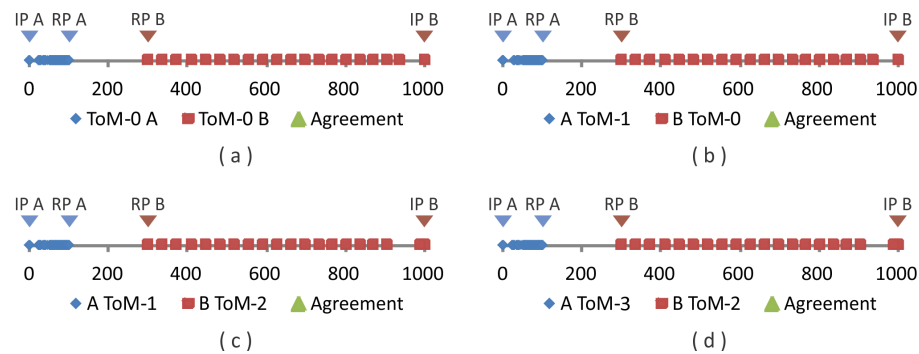 IP A RP A RP B IP B
0 200 400 600 800 1000
ToM-0 A ToM-0 B Agreement
( a )
IP A RP A RP B IP B
0 200 400 600 800 1000
A ToM-1 B ToM-0 Agreement
( b )
IP A RP A RP B IP B
0 200 400 600 800 1000
A ToM-1 B ToM-2 Agreement
( c )
IP A RP A RP B IP B
0 200 400 600 800 1000
A ToM-3 B ToM-2 Agreement
( d )